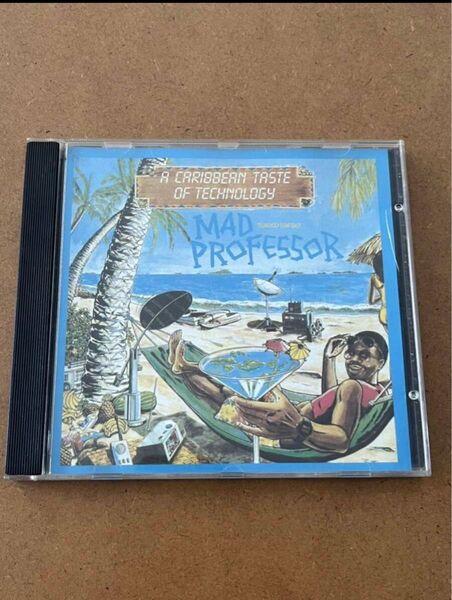 A CARIBBEAN TASTE
OF TECHNOLOGY
MAD
PROFESSOR